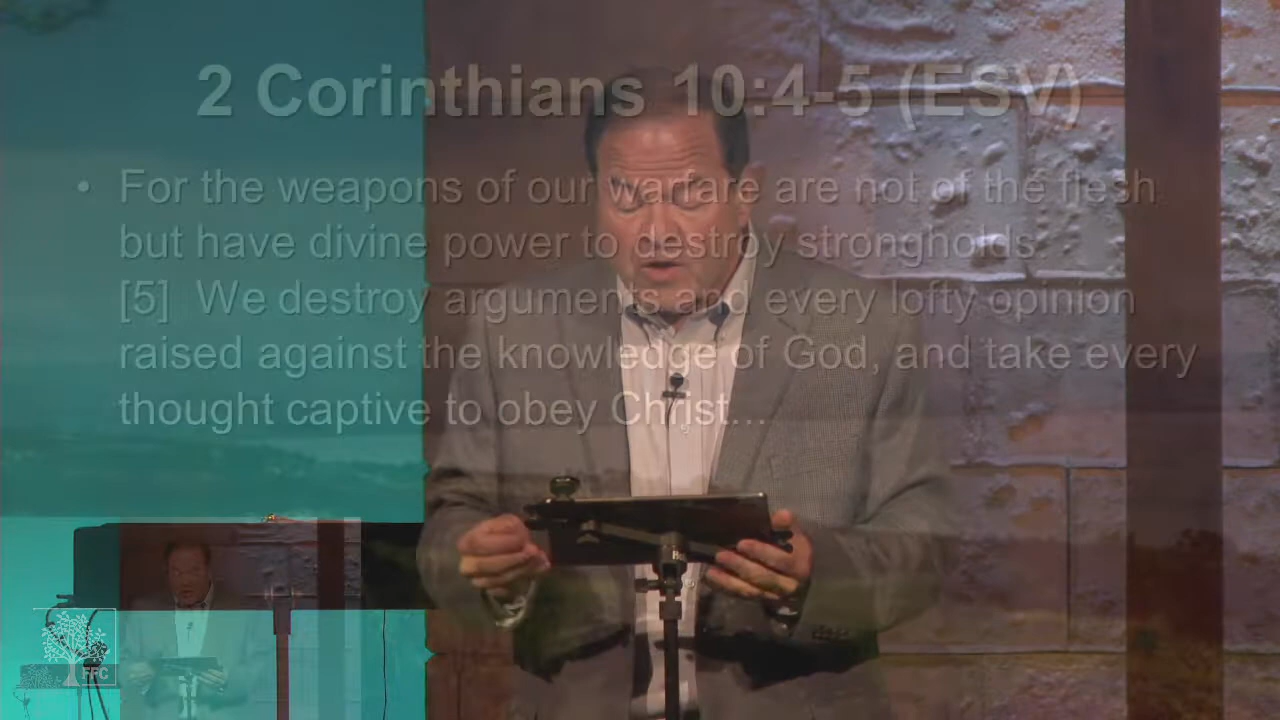 2 Corinthians 10:4-5 (ESV)
• For the weapons of our warfare are not of the flesh
but have divine power to destroy strongholds.
[5] We destroy arguments and every lofty opinion
raised against the knowledge of God, and take every
thought captive to obey Christ…
FFC